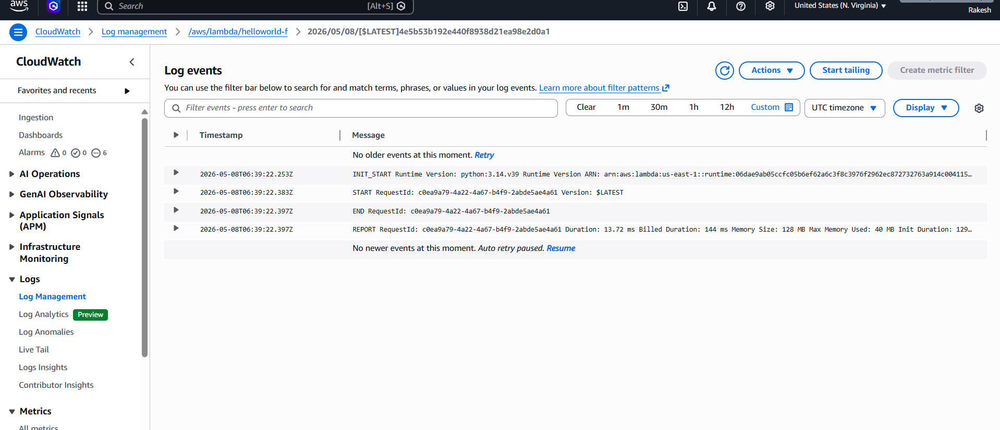 aws
Search [Alt+S]
United States (N. Virginia)
Rakesh
CloudWatch > Log management > /aws/lambda/helloworld-f > 2026/05/08/[$LATEST]4e5b53b192e440f8938d21ea98e2d0a1
CloudWatch
Favorites and recents
Ingestion
Dashboards
Alarms 0 0 6
AI Operations
GenAI Observability
Application Signals
(APM)
Infrastructure
Monitoring
Logs
Log Management
Log Analytics Preview
Log Anomalies
Live Tail
Logs Insights
Contributor Insights
Metrics
All metrics
Log events
Actions Start tailing Create metric filter
You can use the filter bar below to search for and match terms, phrases, or values in your log events. Learn more about filter patterns
Filter events - press enter to search
Clear 1m 30m 1h 12h Custom UTC timezone Display
Timestamp Message
No older events at this moment. Retry
2026-05-08T06:39:22.253Z INIT_START Runtime Version: python:3.14.v39 Runtime Version ARN: arn:aws:lambda:us-east-1::runtime:06dae9ab05ccfc05b6ef62a6c3f8c3976f2962ec872732763a914c004115…
2026-05-08T06:39:22.383Z START RequestId: c0ea9a79-4a22-4a67-b4f9-2abde5ae4a61 Version: $LATEST
2026-05-08T06:39:22.397Z END RequestId: c0ea9a79-4a22-4a67-b4f9-2abde5ae4a61
2026-05-08T06:39:22.397Z REPORT RequestId: c0ea9a79-4a22-4a67-b4f9-2abde5ae4a61 Duration: 13.72 ms Billed Duration: 144 ms Memory Size: 128 MB Max Memory Used: 40 MB Init Duration: 129…
No newer events at this moment. Auto retry paused. Resume